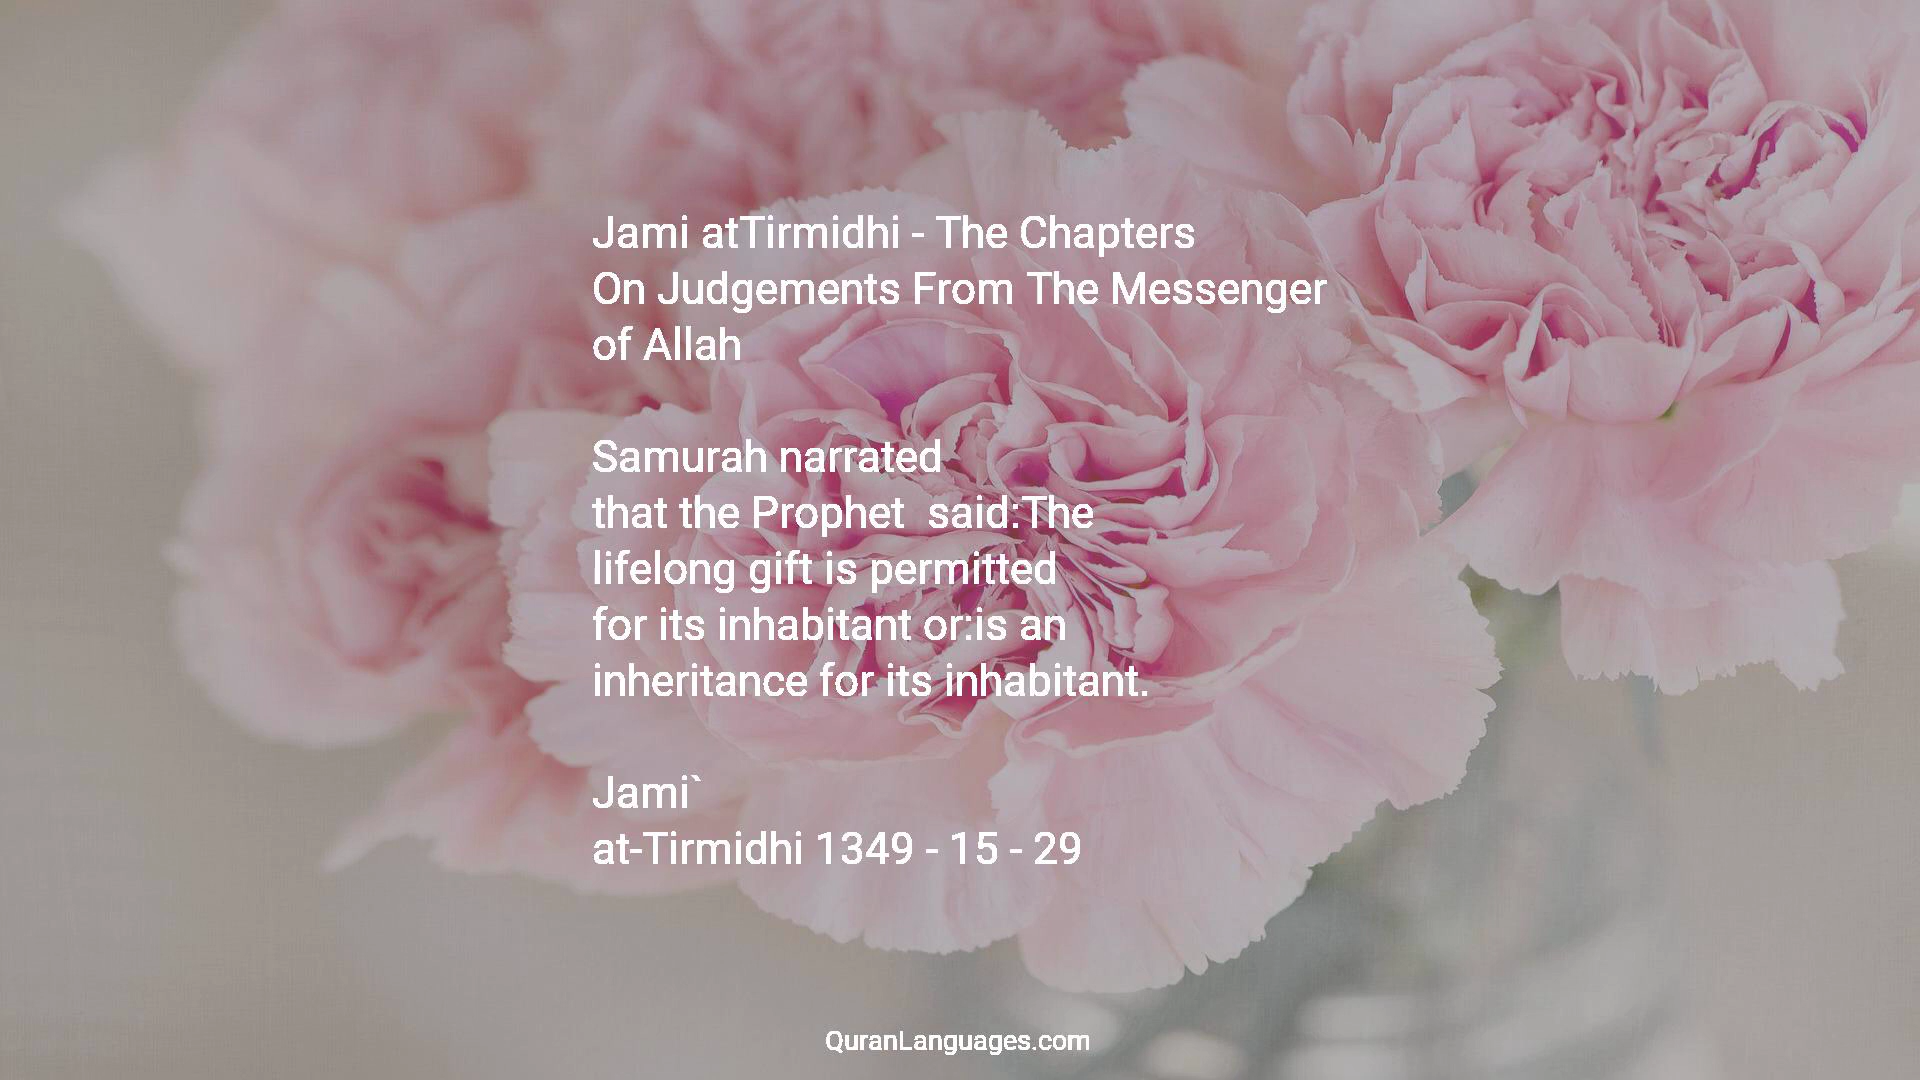 Jami atTirmidhi - The Chapters
On Judgements From The Messenger
of Allah
Samurah narrated
that the Prophet  said:The
lifelong gift is permitted
for its inhabitant or:is an
inheritance for its inhabitant.
Jami`
at-Tirmidhi 1349 - 15 - 29
QuranLanguages.com